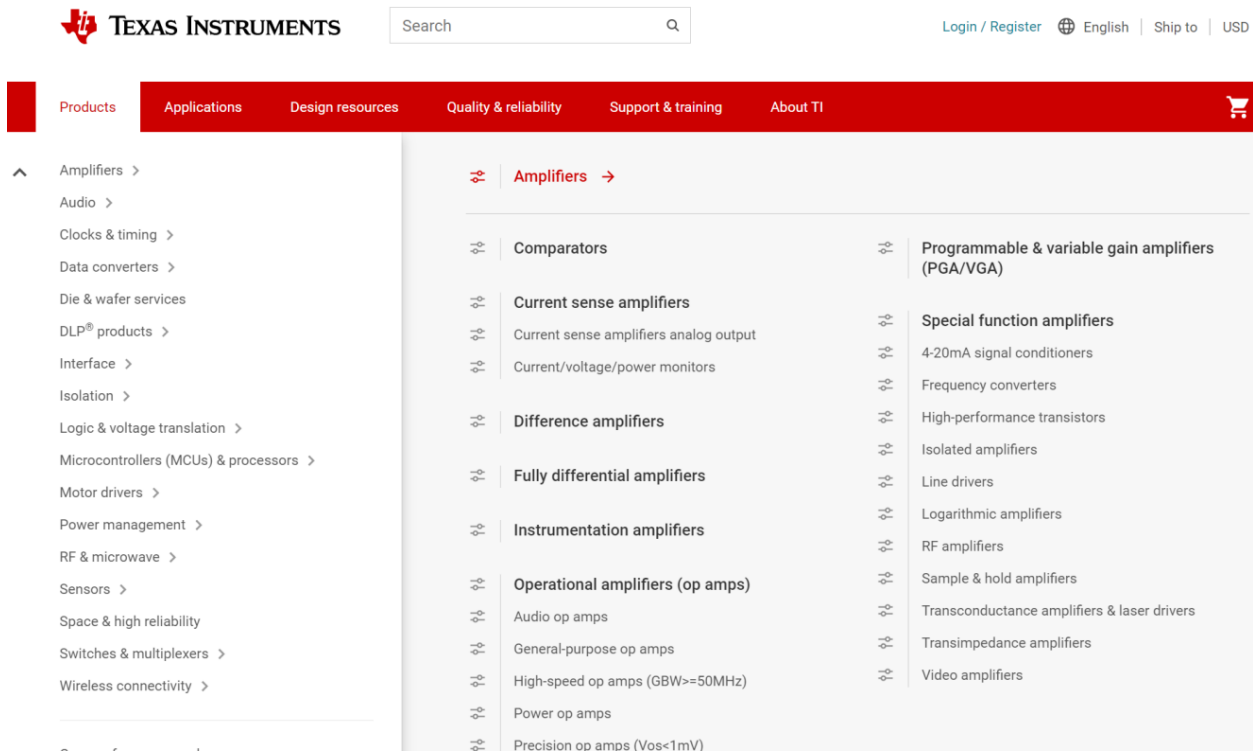 TEXAS INSTRUMENTS
Search
Login / Register English Ship to USD
Products Applications Design resources Quality & reliability Support & training About TI
Amplifiers
Audio
Clocks & timing
Data converters
Die & wafer services
DLP® products
Interface
Isolation
Logic & voltage translation
Microcontrollers (MCUs) & processors
Motor drivers
Power management
RF & microwave
Sensors
Space & high reliability
Switches & multiplexers
Wireless connectivity
Amplifiers
Comparators
Current sense amplifiers
Current sense amplifiers analog output
Current/voltage/power monitors
Difference amplifiers
Fully differential amplifiers
Instrumentation amplifiers
Operational amplifiers (op amps)
Audio op amps
General-purpose op amps
High-speed op amps (GBW>=50MHz)
Power op amps
Precision op amps (Vos<1mV)
Programmable & variable gain amplifiers
(PGA/VGA)
Special function amplifiers
4-20mA signal conditioners
Frequency converters
High-performance transistors
Isolated amplifiers
Line drivers
Logarithmic amplifiers
RF amplifiers
Sample & hold amplifiers
Transconductance amplifiers & laser drivers
Transimpedance amplifiers
Video amplifiers